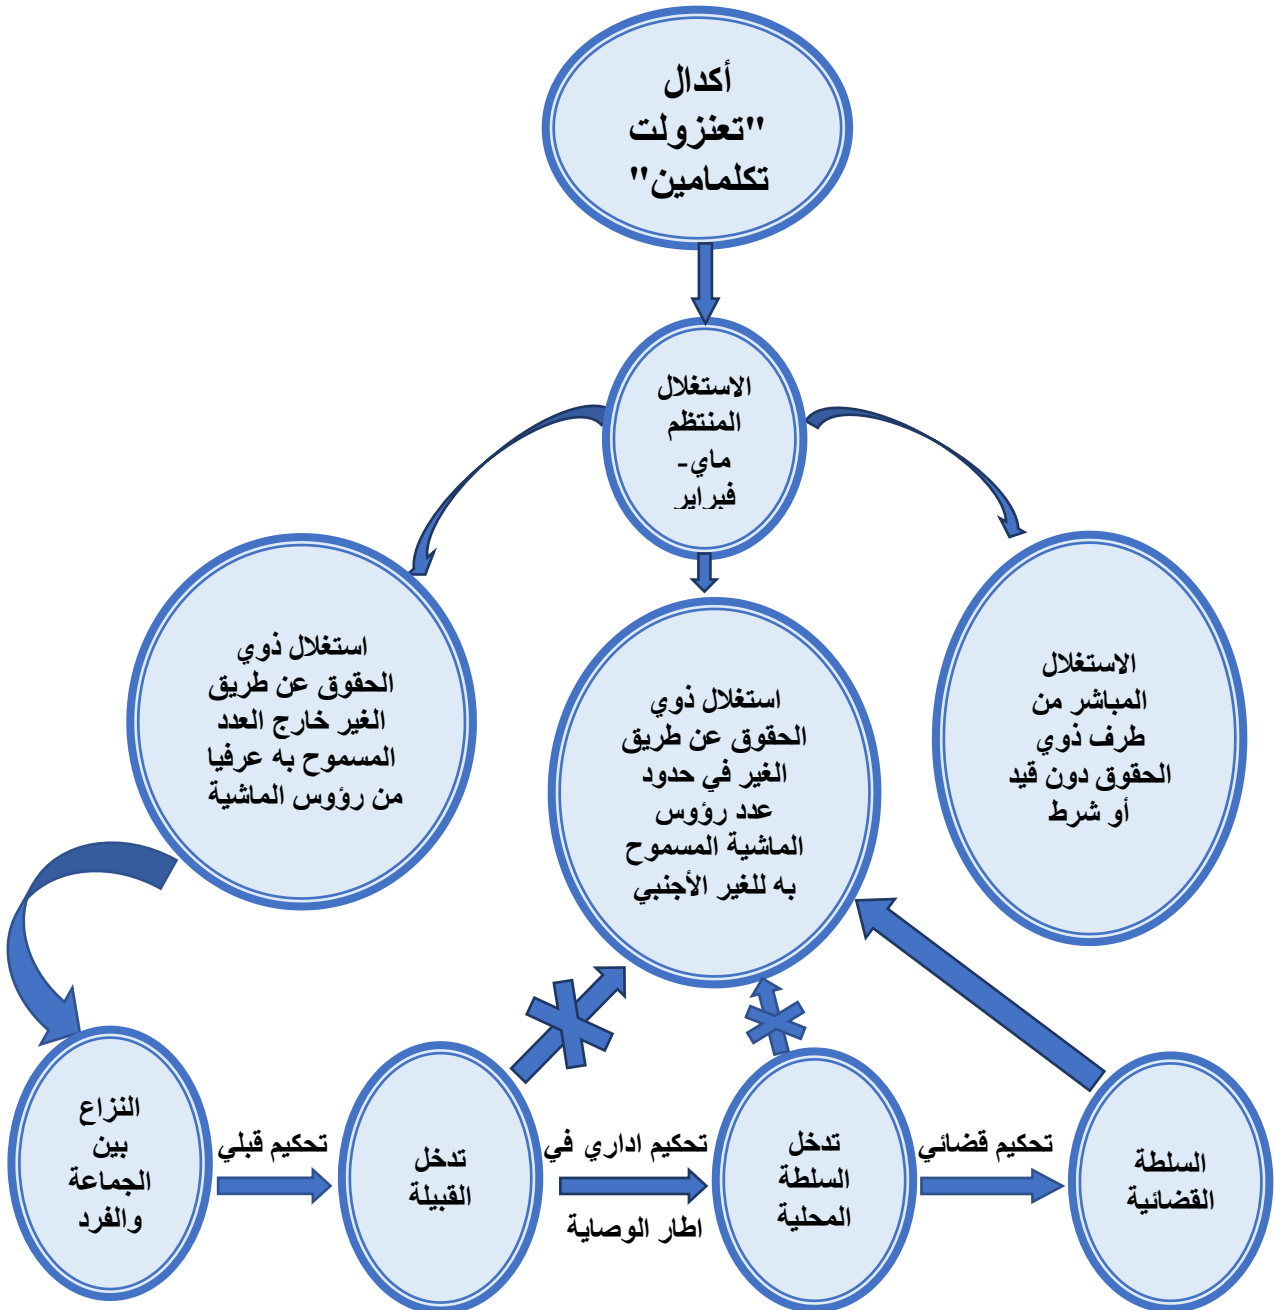 أكدال
"تعنزولت
تكلمامين"
الاستغلال
المنتظم
ماي-
فبراير
الاستغلال
المباشر من
طرف ذوي
الحقوق دون قيد
أو شرط
استغلال ذوي
الحقوق عن طريق
الغير في حدود
عدد رؤوس
الماشية المسموح
به للغير الأجنبي
استغلال ذوي
الحقوق عن طريق
الغير خارج العدد
المسموح به عرفيا
من رؤوس الماشية
النزاع
بين
الجماعة
والفرد
تحكيم قبلي
تدخل
القبيلة
تحكيم اداري في
اطار الوصاية
تدخل
السلطة
المحلية
تحكيم قضائي
السلطة
القضائية